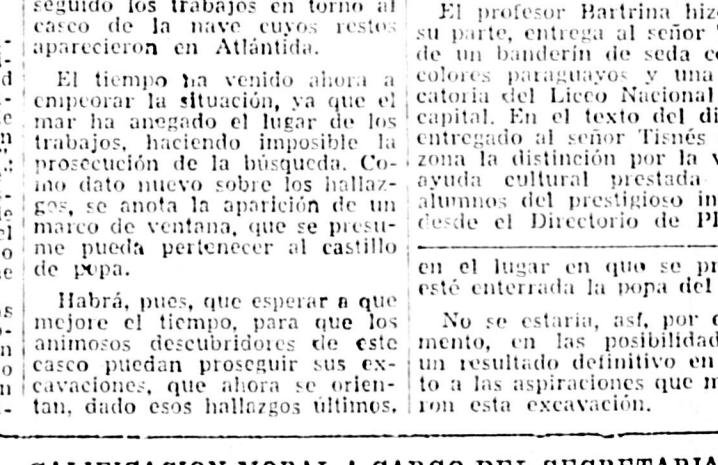 seguido los trabajos en torno al
casco de la nave cuyos restos
aparecieron en Atlántida.
El tiempo ha venido ahora a
empeorar la situación, ya que el
mar ha anegado el lugar de los
trabajos, haciendo imposible la
prosecución de la búsqueda. Co-
mo dato nuevo sobre los hallaz-
gos, se anota la aparición de un
marco de ventana, que se presu-
me pueda pertenecer al castillo
de popa.
Habrá, pues, que esperar a que
mejore el tiempo, para que los
animosos descubridores de este
casco puedan proseguir sus ex-
cavaciones, que ahora se orien-
tan, dado esos hallazgos últimos,
El profesor Bartrina
su parte, entrega al señor
de un banderín de seda
colores paraguayos y una
catoria del Liceo Nacional
capital. En el texto del
entregado al señor Tisnés
zona la distinción por la
ayuda cultural prestada
alumnos del prestigioso
desde el Directorio de
en el lugar en que se
esté enterrada la popa del
No se estaría, así, por
mento, en las
un resultado definitivo en
to a las aspiraciones que
ron esta excavación.